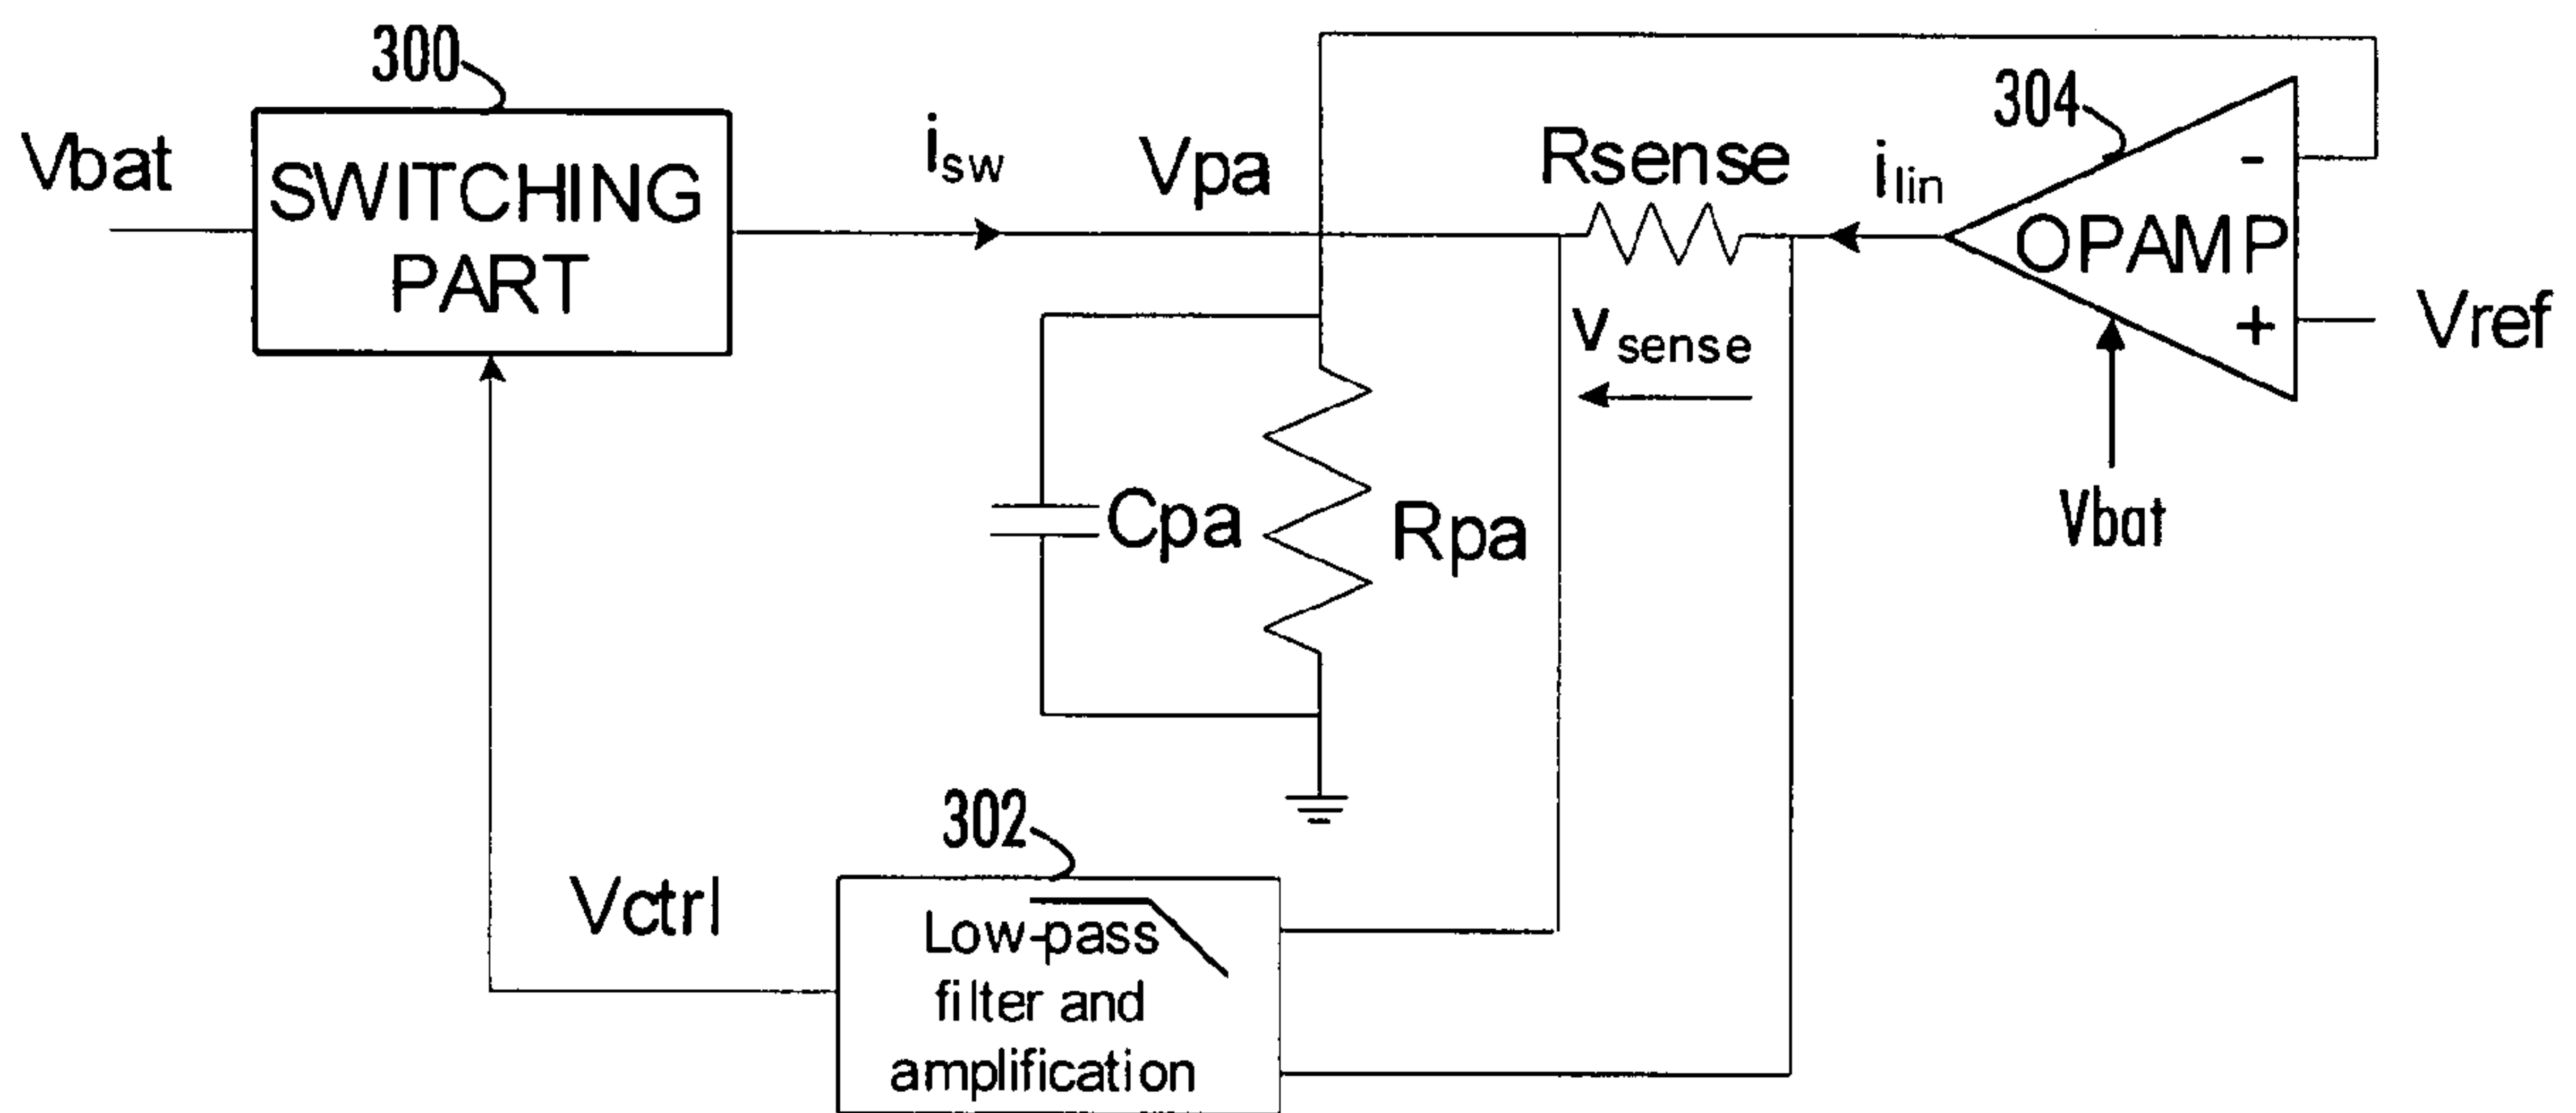 300
Vbat
SWITCHING
PART
isw
Vpa
Rsense
ilin
304
-
OPAMP
+
Vref
vsense
Vbat
Cpa
Rpa
302
Vctrl
Low-pass
filter and
amplification